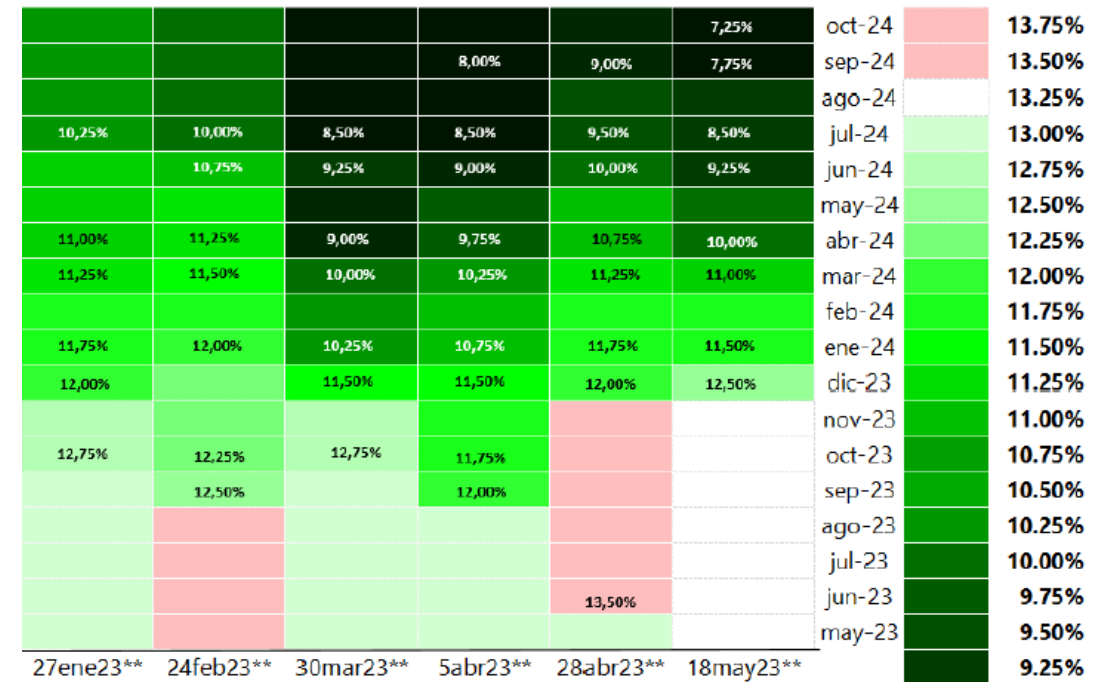 7,25% oct-24 13.75%
8,00% 9,00% 7,75% sep-24 13.50%
ago-24 13.25%
10,25% 10,00% 8,50% 8,50% 9,50% 8,50% jul-24 13.00%
10,75% 9,25% 9,00% 10,00% 9,25% jun-24 12.75%
may-24 12.50%
11,00% 11,25% 9,00% 9,75% 10,75% 10,00% abr-24 12.25%
11,25% 11,50% 10,00% 10,25% 11,25% 11,00% mar-24 12.00%
feb-24 11.75%
11,75% 12,00% 10,25% 10,75% 11,75% 11,50% ene-24 11.50%
12,00% 11,50% 11,50% 12,00% 12,50% dic-23 11.25%
nov-23 11.00%
12,75% 12,25% 12,75% 11,75% oct-23 10.75%
12,50% 12,00% sep-23 10.50%
ago-23 10.25%
jul-23 10.00%
13,50% jun-23 9.75%
may-23 9.50%
27ene23** 24feb23** 30mar23** 5abr23** 28abr23** 18may23** 9.25%